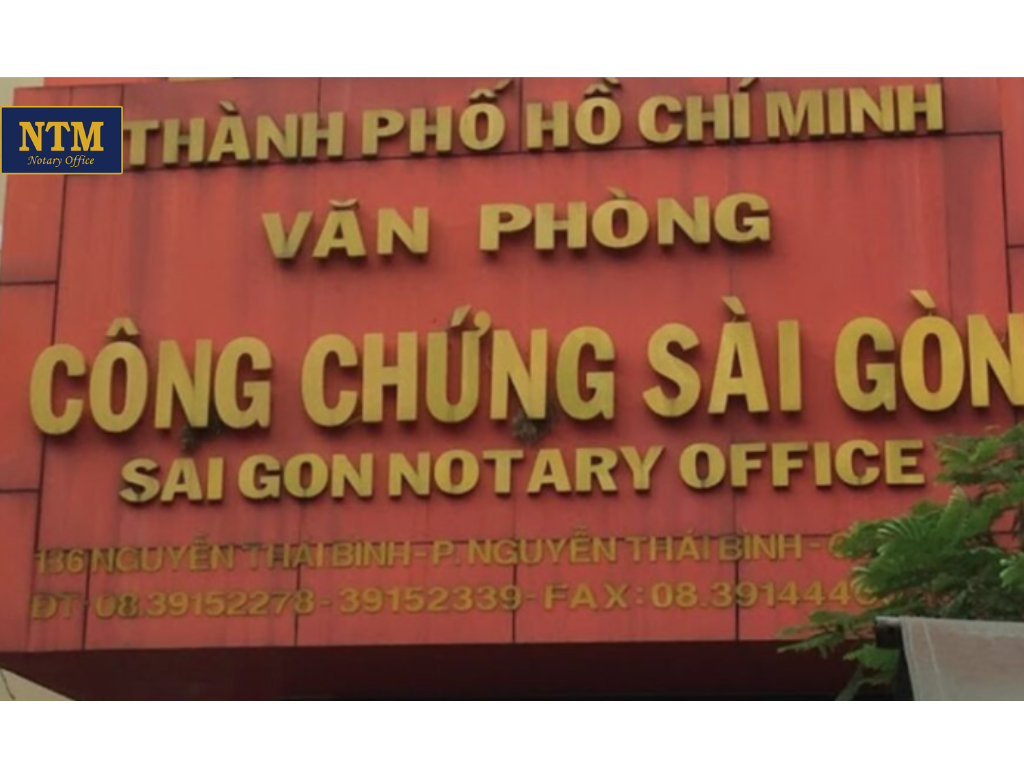 NTM
Notary Office
THÀNH PHỐ HỒ CHÍ MINH
VĂN PHÒNG
CÔNG CHỨNG SÀI GÒN
SAI GON NOTARY OFFICE
136 NGUYỄN THÁI BÌNH - P. NGUYỄN THÁI BÌNH -
ĐT: 08.39152278 - 39152339 - FAX: 08.